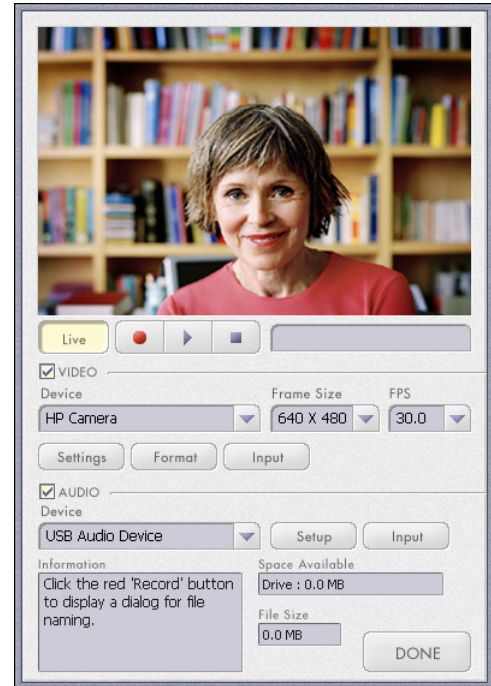 Live
VIDEO
Device Frame Size FPS
HP Camera 640 X 480 30.0
Settings Format Input
AUDIO
Device
USB Audio Device Setup Input
Information Space Available
Click the red 'Record' button Drive : 0.0 MB
to display a dialog for file
naming. File Size
0.0 MB
DONE